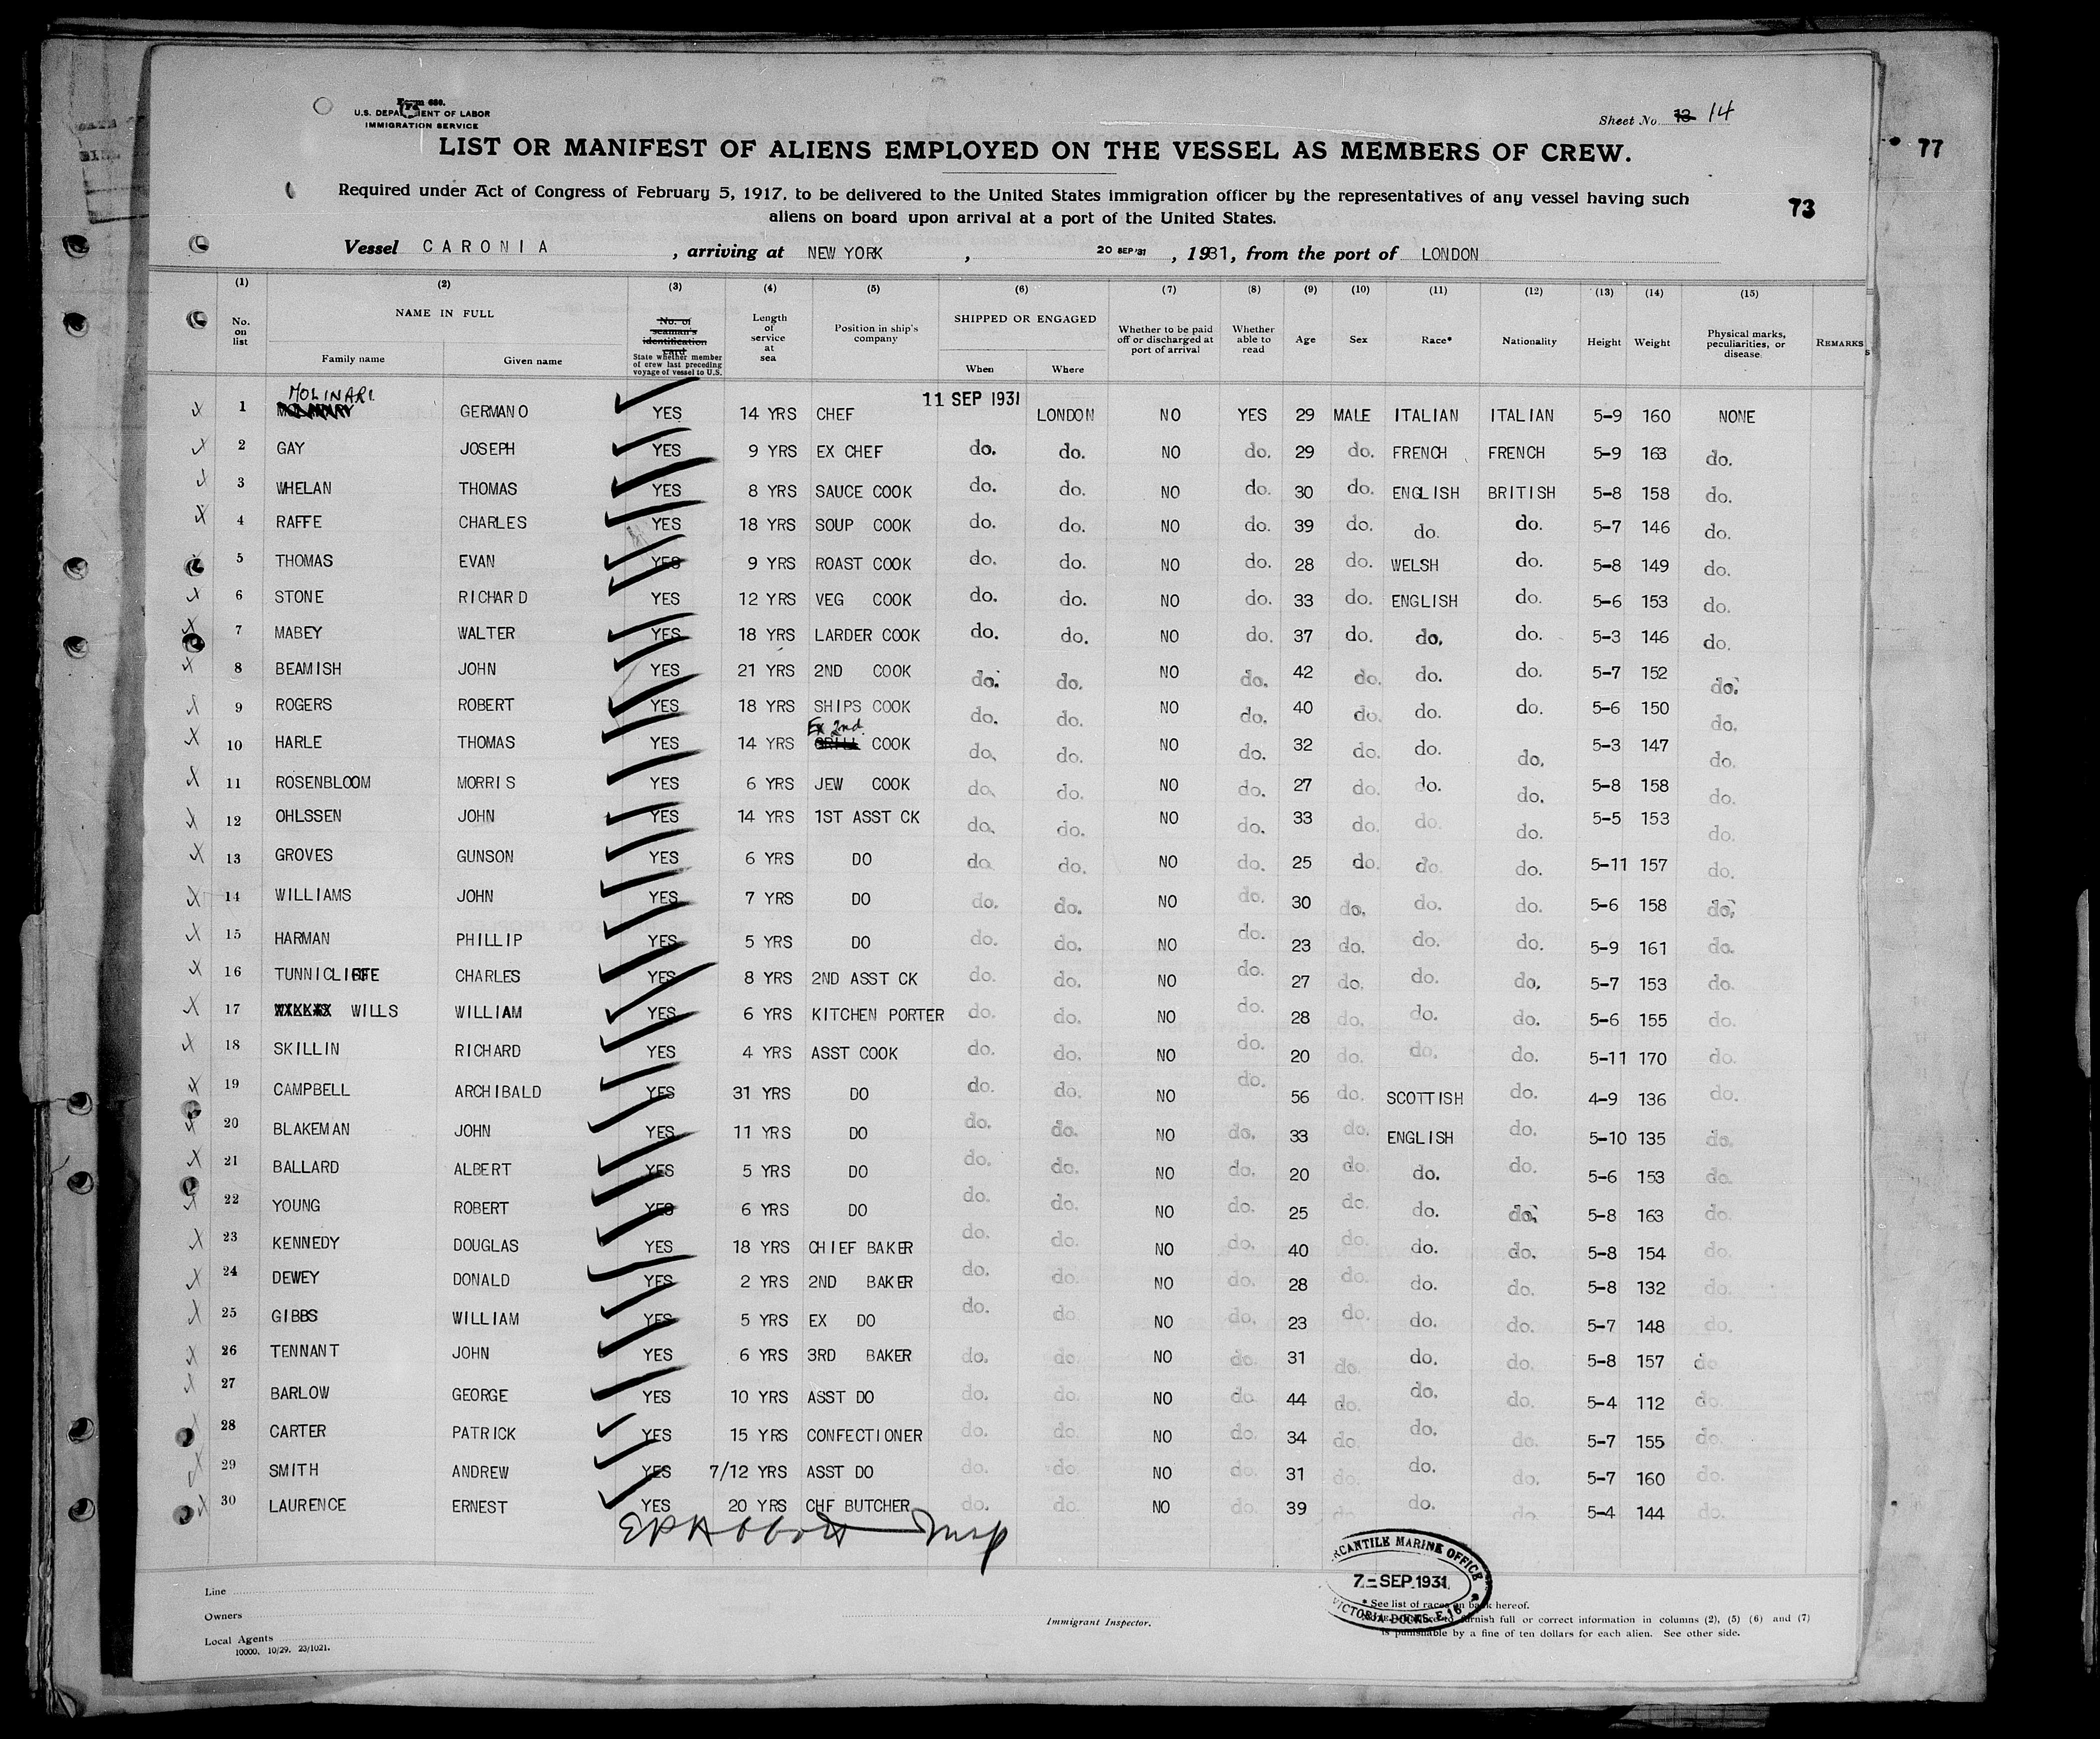 Form 680.
U.S. DEPARTMENT OF LABOR
IMMIGRATION SERVICE
Sheet No. 13 14
LIST OR MANIFEST OF ALIENS EMPLOYED ON THE VESSEL AS MEMBERS OF CREW.
77
Required under Act of Congress of February 5, 1917, to be delivered to the United States immigration officer by the representatives of any vessel having such
aliens on board upon arrival at a port of the United States.
73
Vessel CARONIA , arriving at NEW YORK , 20 SEP '31 , 1931, from the port of LONDON
(1) (2) (3) (4) (5) (6) (7) (8) (9) (10) (11) (12) (13) (14) (15)
No. on list NAME IN FULL Family name Given name No. of seaman's identification card State whether member of crew last preceding voyage of vessel to U.S. Length of service at sea Position in ship's company SHIPPED OR ENGAGED When Where Whether to be paid off or discharged at port of arrival Whether able to read Age Sex Race* Nationality Height Weight Physical marks, peculiarities, or disease REMARKS
1 MOLINARI GERMANO YES 14 YRS CHEF 11 SEP 1931 LONDON NO YES 29 MALE ITALIAN ITALIAN 5-9 160 NONE
2 GAY JOSEPH YES 9 YRS EX CHEF do. do. NO do. 29 do. FRENCH FRENCH 5-9 163 do.
3 WHELAN THOMAS YES 8 YRS SAUCE COOK do. do. NO do. 30 do. ENGLISH BRITISH 5-8 158 do.
4 RAFFE CHARLES YES 18 YRS SOUP COOK do. do. NO do. 39 do. do. do. 5-7 146 do.
5 THOMAS EVAN YES 9 YRS ROAST COOK do. do. NO do. 28 do. WELSH do. 5-8 149 do.
6 STONE RICHARD YES 12 YRS VEG COOK do. do. NO do. 33 do. ENGLISH do. 5-6 153 do.
7 MABEY WALTER YES 18 YRS LARDER COOK do. do. NO do. 37 do. do. do. 5-3 146 do.
8 BEAMISH JOHN YES 21 YRS 2ND COOK do. do. NO do. 42 do. do. do. 5-7 152 do.
9 ROGERS ROBERT YES 18 YRS SHIPS COOK do. do. NO do. 40 do. do. do. 5-6 150 do.
10 HARLE THOMAS YES 14 YRS GRILL Ex 2nd. COOK do. do. NO do. 32 do. do. do. 5-3 147 do.
11 ROSENBLOOM MORRIS YES 6 YRS JEW COOK do. do. NO do. 27 do. do. do. 5-8 158 do.
12 OHLSSEN JOHN YES 14 YRS 1ST ASST CK do. do. NO do. 33 do. do. do. 5-5 153 do.
13 GROVES GUNSON YES 6 YRS DO do. do. NO do. 25 do. do. do. 5-11 157 do.
14 WILLIAMS JOHN YES 7 YRS DO do. do. NO do. 30 do. do. do. 5-6 158 do.
15 HARMAN PHILLIP YES 5 YRS DO do. do. NO do. 23 do. do. do. 5-9 161 do.
16 TUNNICLIFFE CHARLES YES 8 YRS 2ND ASST CK do. do. NO do. 27 do. do. do. 5-7 153 do.
17 WILLS WILLIAM YES 6 YRS KITCHEN PORTER do. do. NO do. 28 do. do. do. 5-6 155 do.
18 SKILLIN RICHARD YES 4 YRS ASST COOK do. do. NO do. 20 do. do. do. 5-11 170 do.
19 CAMPBELL ARCHIBALD YES 31 YRS DO do. do. NO do. 56 do. SCOTTISH do. 4-9 136 do.
20 BLAKEMAN JOHN YES 11 YRS DO do. do. NO do. 33 do. ENGLISH do. 5-10 135 do.
21 BALLARD ALBERT YES 5 YRS DO do. do. NO do. 20 do. do. do. 5-6 153 do.
22 YOUNG ROBERT YES 6 YRS DO do. do. NO do. 25 do. do. do. 5-8 163 do.
23 KENNEDY DOUGLAS YES 18 YRS CHIEF BAKER do. do. NO do. 40 do. do. do. 5-8 154 do.
24 DEWEY DONALD YES 2 YRS 2ND BAKER do. do. NO do. 28 do. do. do. 5-8 132 do.
25 GIBBS WILLIAM YES 5 YRS EX DO do. do NO do. 23 do. do. do. 5-7 148 do.
26 TENNANT JOHN YES 6 YRS 3RD BAKER do. do NO do. 31 do. do. do. 5-8 157 do
27 BARLOW GEORGE YES 10 YRS ASST DO do. do. NO do. 44 do. do. do. 5-4 112 do.
28 CARTER PATRICK YES 15 YRS CONFECTIONER do. do. NO do. 34 do. do. do. 5-7 155 do.
29 SMITH ANDREW YES 7/12 YRS ASST DO do. do. NO do. 31 do. do. do. 5-7 160 do.
30 LAURENCE ERNEST YES 20 YRS CHF BUTCHER do. do. NO do. 39 do. do. do. 5-4 144 do.
Line
Owners
Local Agents
10000. 10/29. 23/1021.
Immigrant Inspector.
RCANTILE MARINE OFFICE
7-SEP.1931
VICTORIA DOCKS. E.16
* See list of races on back hereof.
furnish full or correct information in columns (2), (5) (6) and (7)
is punishable by a fine of ten dollars for each alien. See other side.